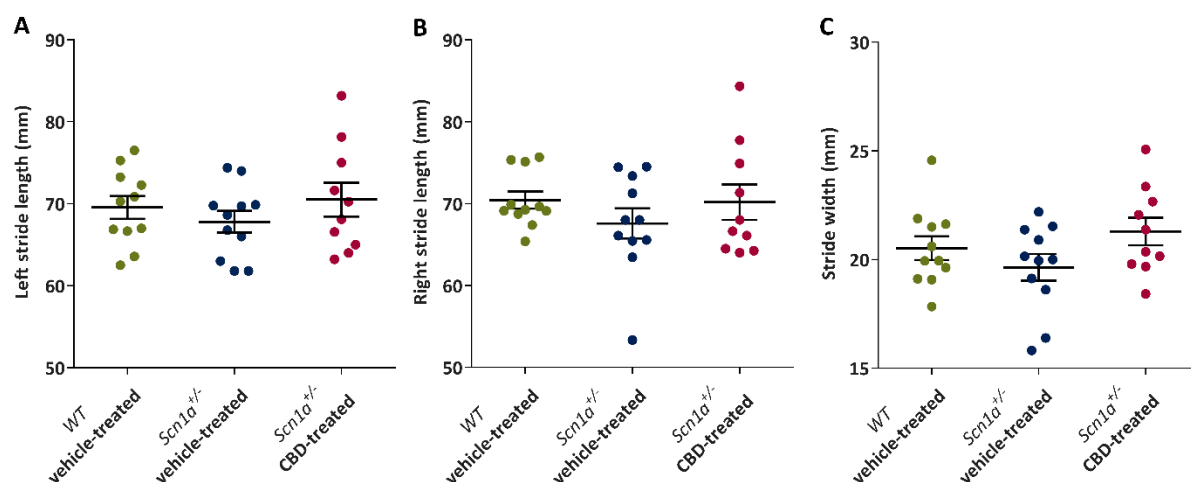 A
Left stride length (mm)
90
80
70
60
50
WT
vehicle-treated
Scn1a+/-
vehicle-treated
Scn1a+/-
CBD-treated
B
Right stride length (mm)
90
80
70
60
50
WT
vehicle-treated
Scn1a+/-
vehicle-treated
Scn1a+/-
CBD-treated
C
Stride width (mm)
30
25
20
15
WT
vehicle-treated
Scn1a+/-
vehicle-treated
Scn1a+/-
CBD-treated